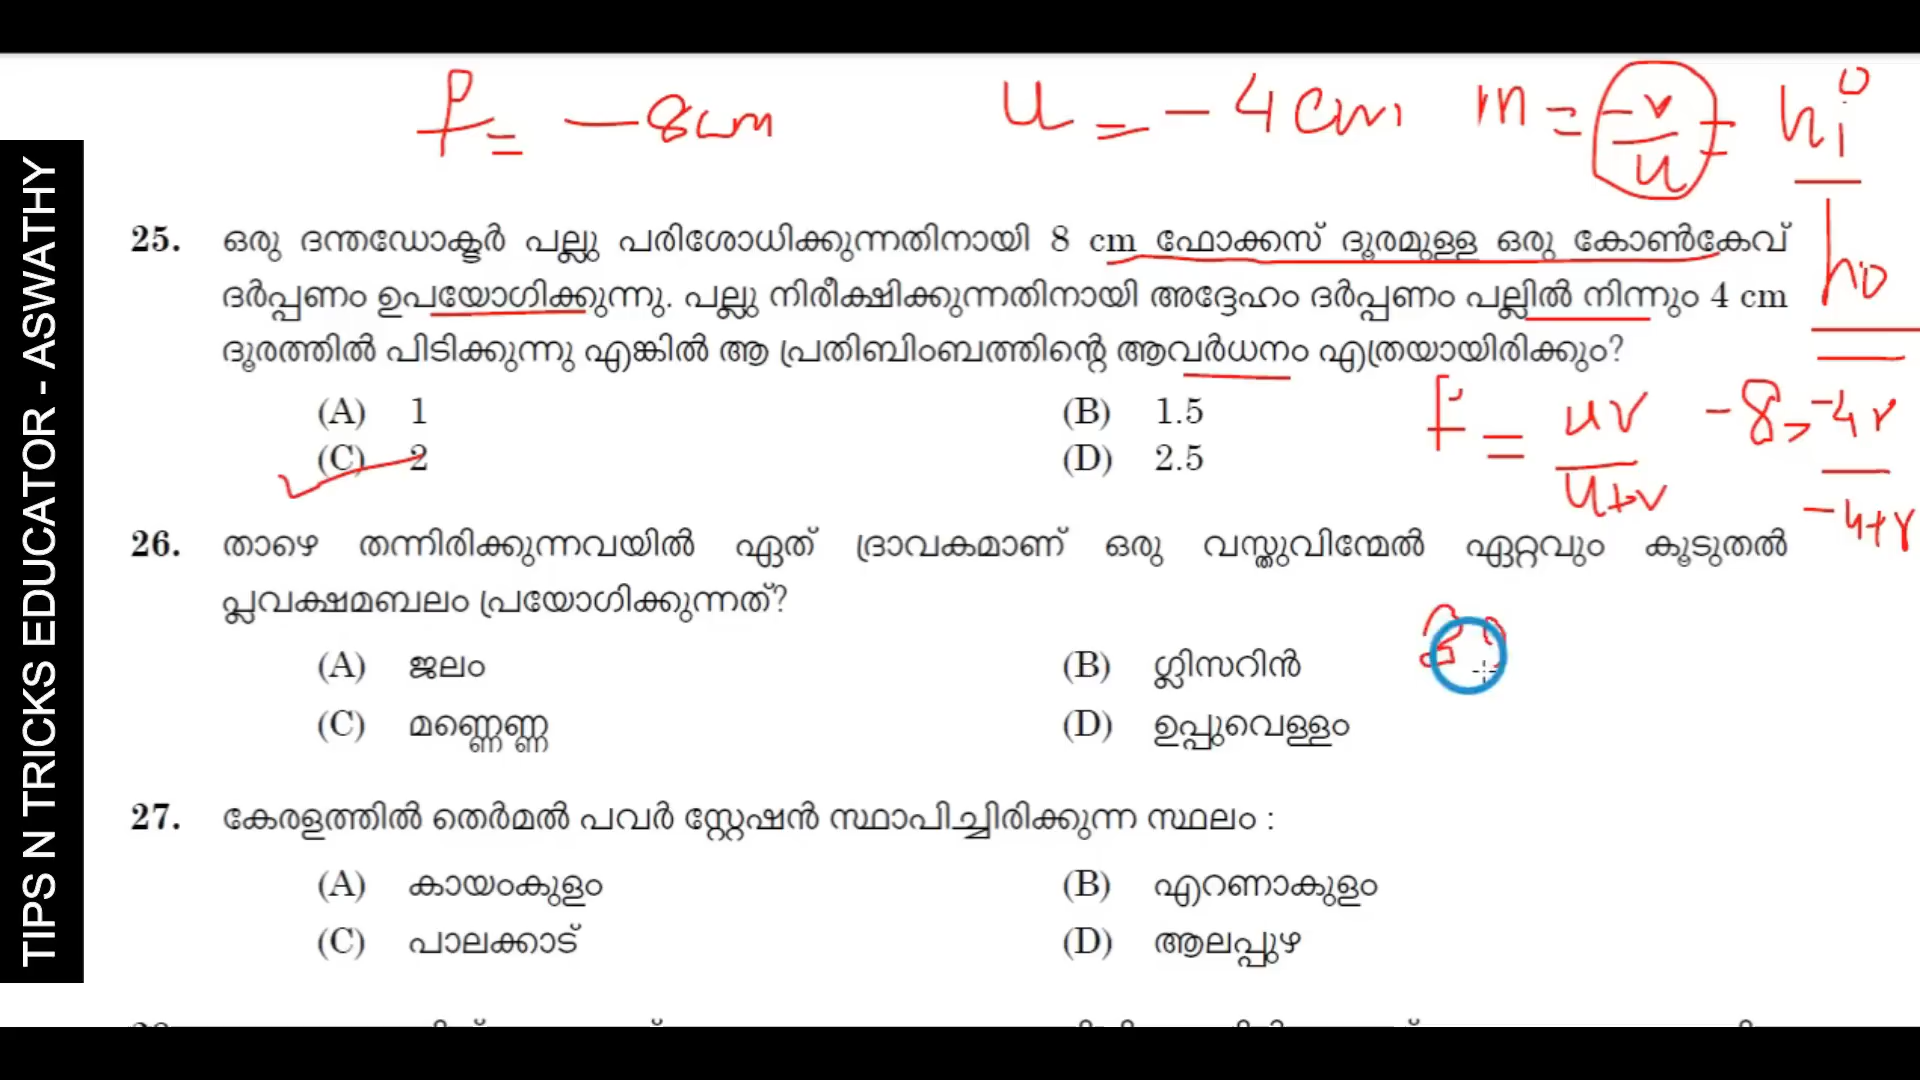 f = -8cm u = -4 cm m = -v/u = hi/ho
25. ഒരു ദന്തഡോക്ടർ പല്ലു പരിശോധിക്കുന്നതിനായി 8 cm ഫോക്കസ് ദൂരമുള്ള ഒരു കോൺകേവ്
ദർപ്പണം ഉപയോഗിക്കുന്നു. പല്ലു നിരീക്ഷിക്കുന്നതിനായി അദ്ദേഹം ദർപ്പണം പല്ലിൽ നിന്നും 4 cm
ദൂരത്തിൽ പിടിക്കുന്നു എങ്കിൽ ആ പ്രതിബിംബത്തിന്റെ ആവർധനം എത്രയായിരിക്കും?
(A) 1 (B) 1.5
(C) 2 (D) 2.5
f = uv/u+v -8 = -4v/-4+v
26. താഴെ തന്നിരിക്കുന്നവയിൽ ഏത് ദ്രാവകമാണ് ഒരു വസ്തുവിന്മേൽ ഏറ്റവും കൂടുതൽ
പ്ലവക്ഷമബലം പ്രയോഗിക്കുന്നത്?
(A) ജലം (B) ഗ്ലിസറിൻ
(C) മണ്ണെണ്ണ (D) ഉപ്പുവെള്ളം
27. കേരളത്തിൽ തെർമൽ പവർ സ്റ്റേഷൻ സ്ഥാപിച്ചിരിക്കുന്ന സ്ഥലം :
(A) കായംകുളം (B) എറണാകുളം
(C) പാലക്കാട് (D) ആലപ്പുഴ
TIPS N TRICKS EDUCATOR - ASWATHY